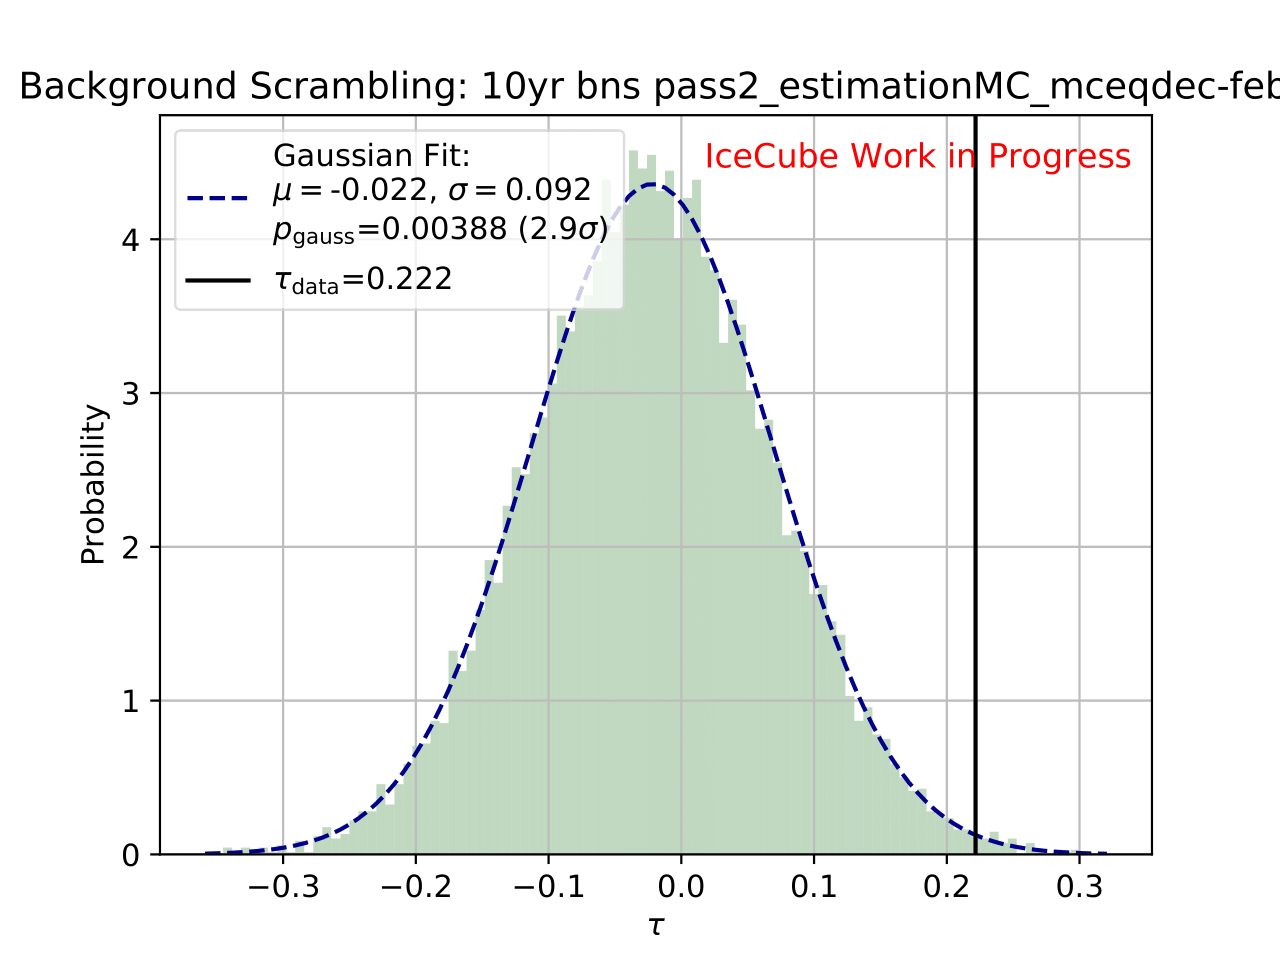 Background Scrambling: 10yr bns pass2_estimationMC_mceqdec-feb
Gaussian Fit:
μ = -0.022, σ = 0.092
p_gauss=0.00388 (2.9σ)
τ_data=0.222
IceCube Work in Progress
Probability
4
3
2
1
0
−0.3 −0.2 −0.1 0.0 0.1 0.2 0.3
τ